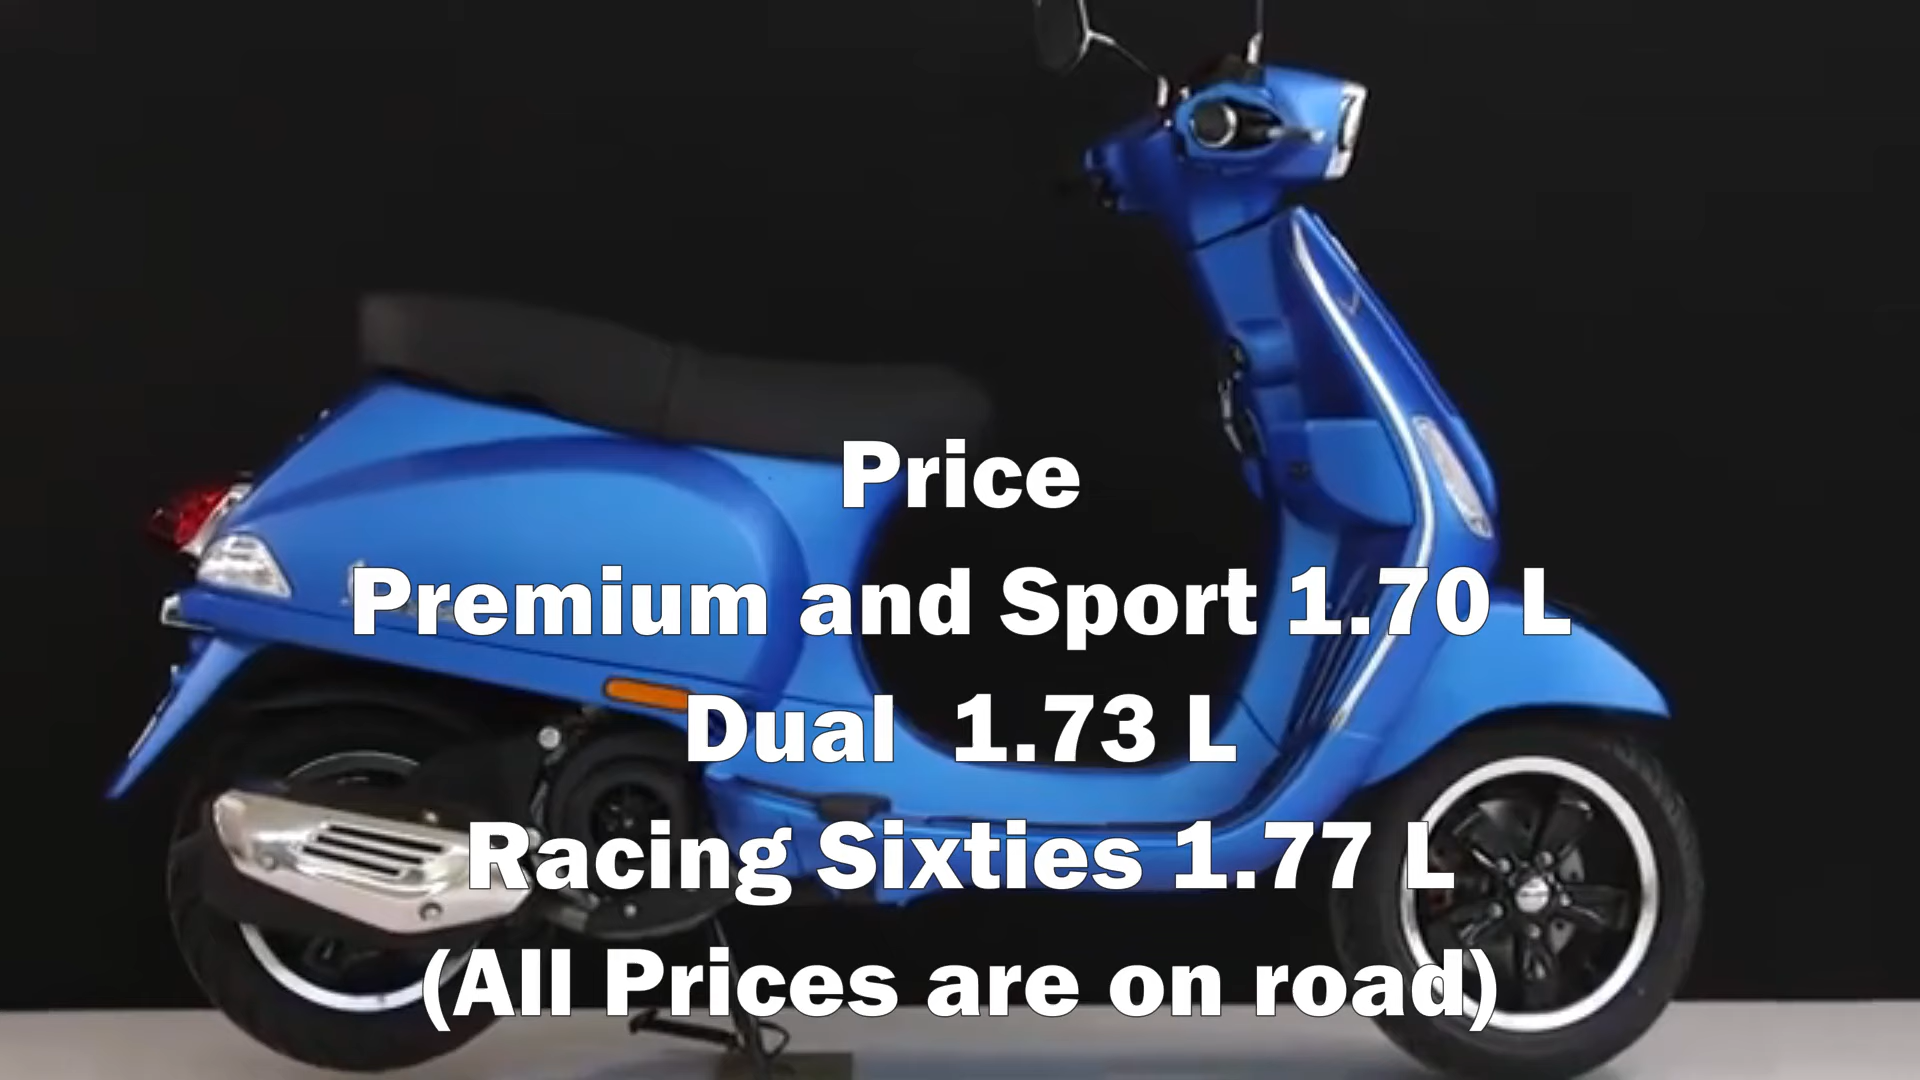 Price
Premium and Sport 1.70 L
Dual  1.73 L
Racing Sixties 1.77 L
(All Prices are on road)